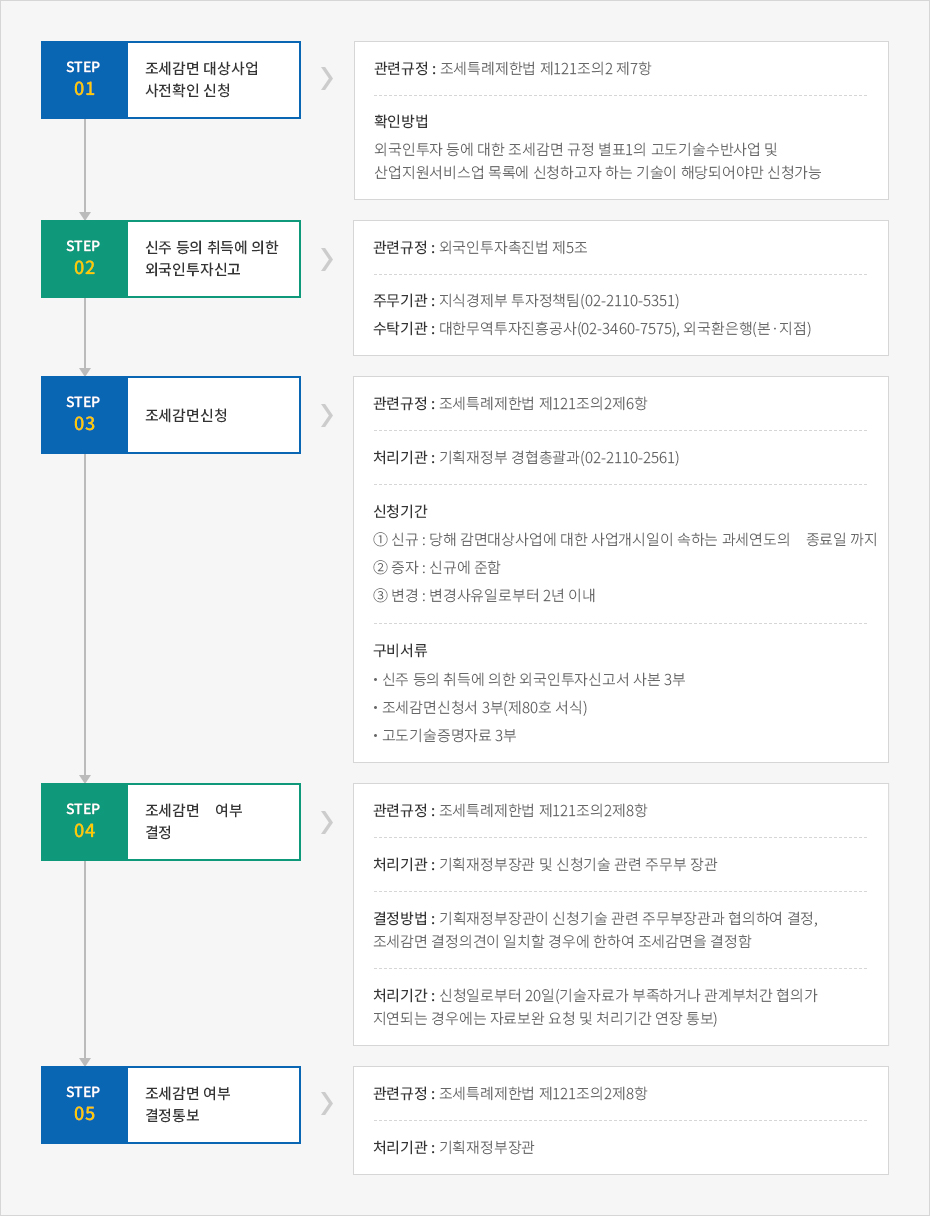 STEP
01
조세감면 대상사업
사전확인 신청
관련규정 : 조세특례제한법 제121조의2 제7항
확인방법
외국인투자 등에 대한 조세감면 규정 별표1의 고도기술수반사업 및
산업지원서비스업 목록에 신청하고자 하는 기술이 해당되어야만 신청가능
STEP
02
신주 등의 취득에 의한
외국인투자신고
관련규정 : 외국인투자촉진법 제5조
주무기관 : 지식경제부 투자정책팀(02-2110-5351)
수탁기관 : 대한무역투자진흥공사(02-3460-7575), 외국환은행(본·지점)
STEP
03
조세감면신청
관련규정 : 조세특례제한법 제121조의2제6항
처리기관 : 기획재정부 경협총괄과(02-2110-2561)
신청기간
① 신규 : 당해 감면대상사업에 대한 사업개시일이 속하는 과세연도의 종료일 까지
② 증자 : 신규에 준함
③ 변경 : 변경사유일로부터 2년 이내
구비서류
• 신주 등의 취득에 의한 외국인투자신고서 사본 3부
• 조세감면신청서 3부(제80호 서식)
• 고도기술증명자료 3부
STEP
04
조세감면 여부
결정
관련규정 : 조세특례제한법 제121조의2제8항
처리기관 : 기획재정부장관 및 신청기술 관련 주무부 장관
결정방법 : 기획재정부장관이 신청기술 관련 주무부장관과 협의하여 결정,
조세감면 결정의견이 일치할 경우에 한하여 조세감면을 결정함
처리기간 : 신청일로부터 20일(기술자료가 부족하거나 관계부처간 협의가
지연되는 경우에는 자료보완 요청 및 처리기간 연장 통보)
STEP
05
조세감면 여부
결정통보
관련규정 : 조세특례제한법 제121조의2제8항
처리기관 : 기획재정부장관